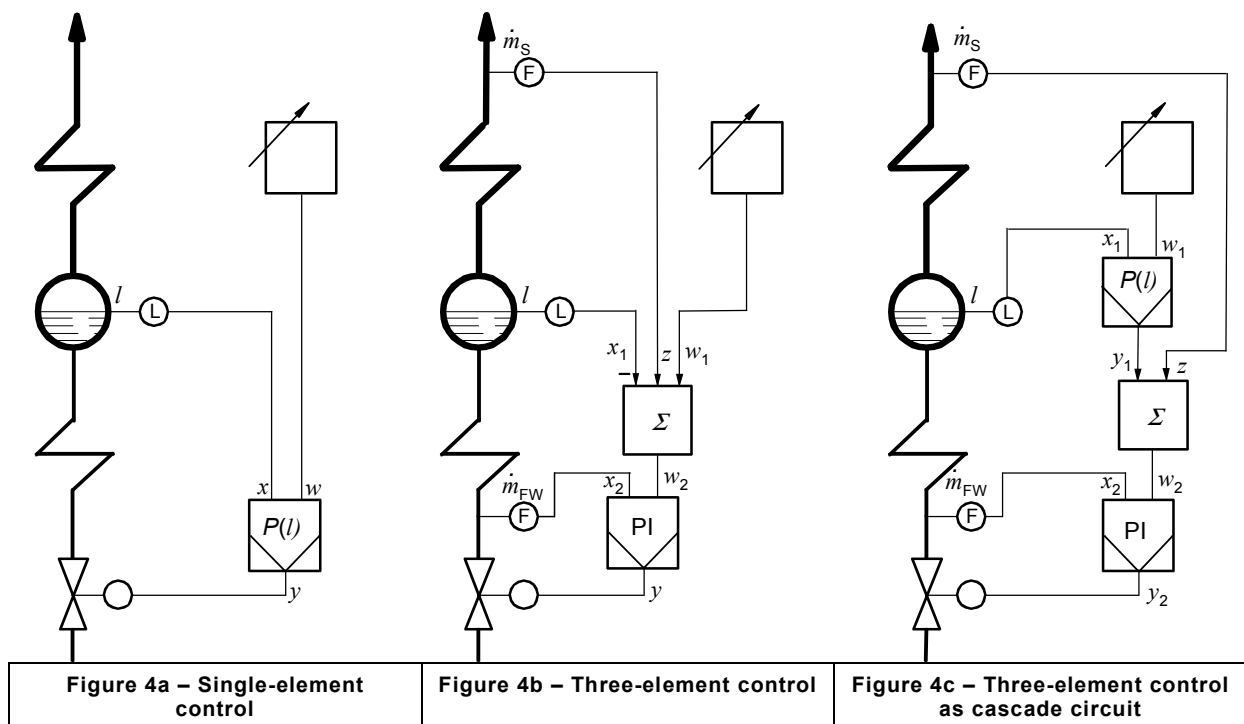 l
L
x
w
P(l)
y
Figure 4a – Single-element
control
ṁS
F
l
L
x1
z
w1
–
Σ
ṁFW
x2
w2
F
PI
y
Figure 4b – Three-element control
ṁS
F
x1
w1
P(l)
l
L
y1
z
Σ
ṁFW
x2
w2
F
PI
y2
Figure 4c – Three-element control
as cascade circuit